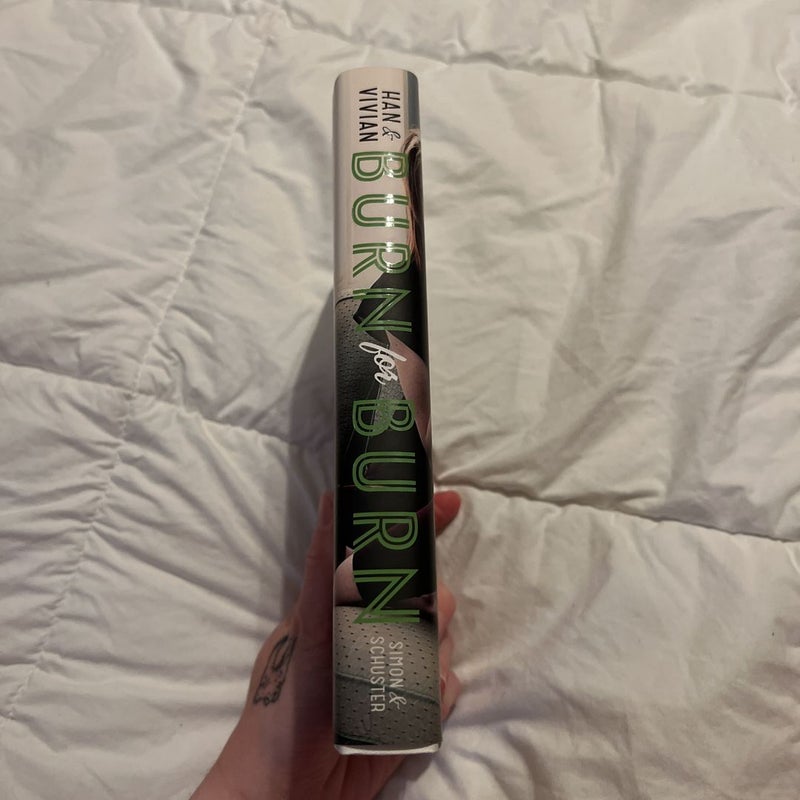 HAN &
VIVIAN
BURN for BURN
SIMON &
SCHUSTER